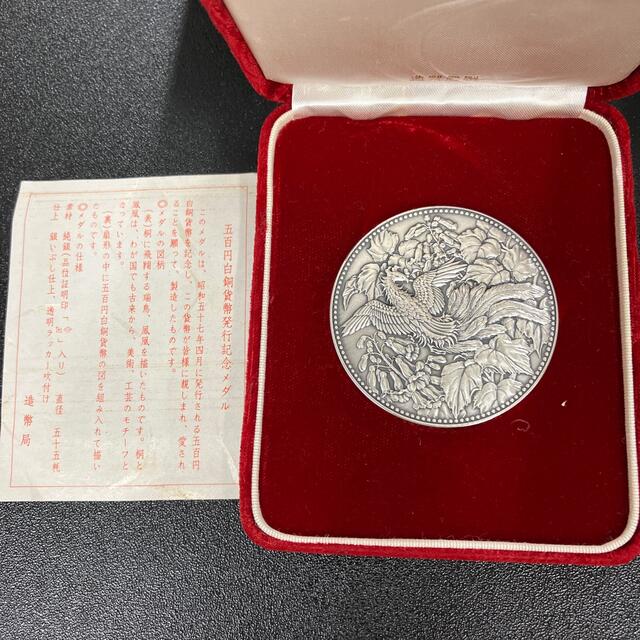 五百円白銅貨幣発行記念メダル
このメダルは、昭和五十七年四月に発行される五百円
白銅貨幣を記念し、この貨幣が皆様に親しまれ、愛され
ることを願って、製造したものです。
◎メダルの図柄
(表)桐に飛翔する瑞鳥、鳳凰を描いたものです。桐と
鳳凰は、わが国でも古来から、美術、工芸のモチーフと
なっています。
(裏)扇形の中に五百円白銅貨幣の図を組み入れて描い
たものです。
◎メダルの仕様
素材 純銀(品位証明印「 」入り) 直径 五十五粍
仕上 銀いぶし仕上、透明ラッカー吹付け
造幣局